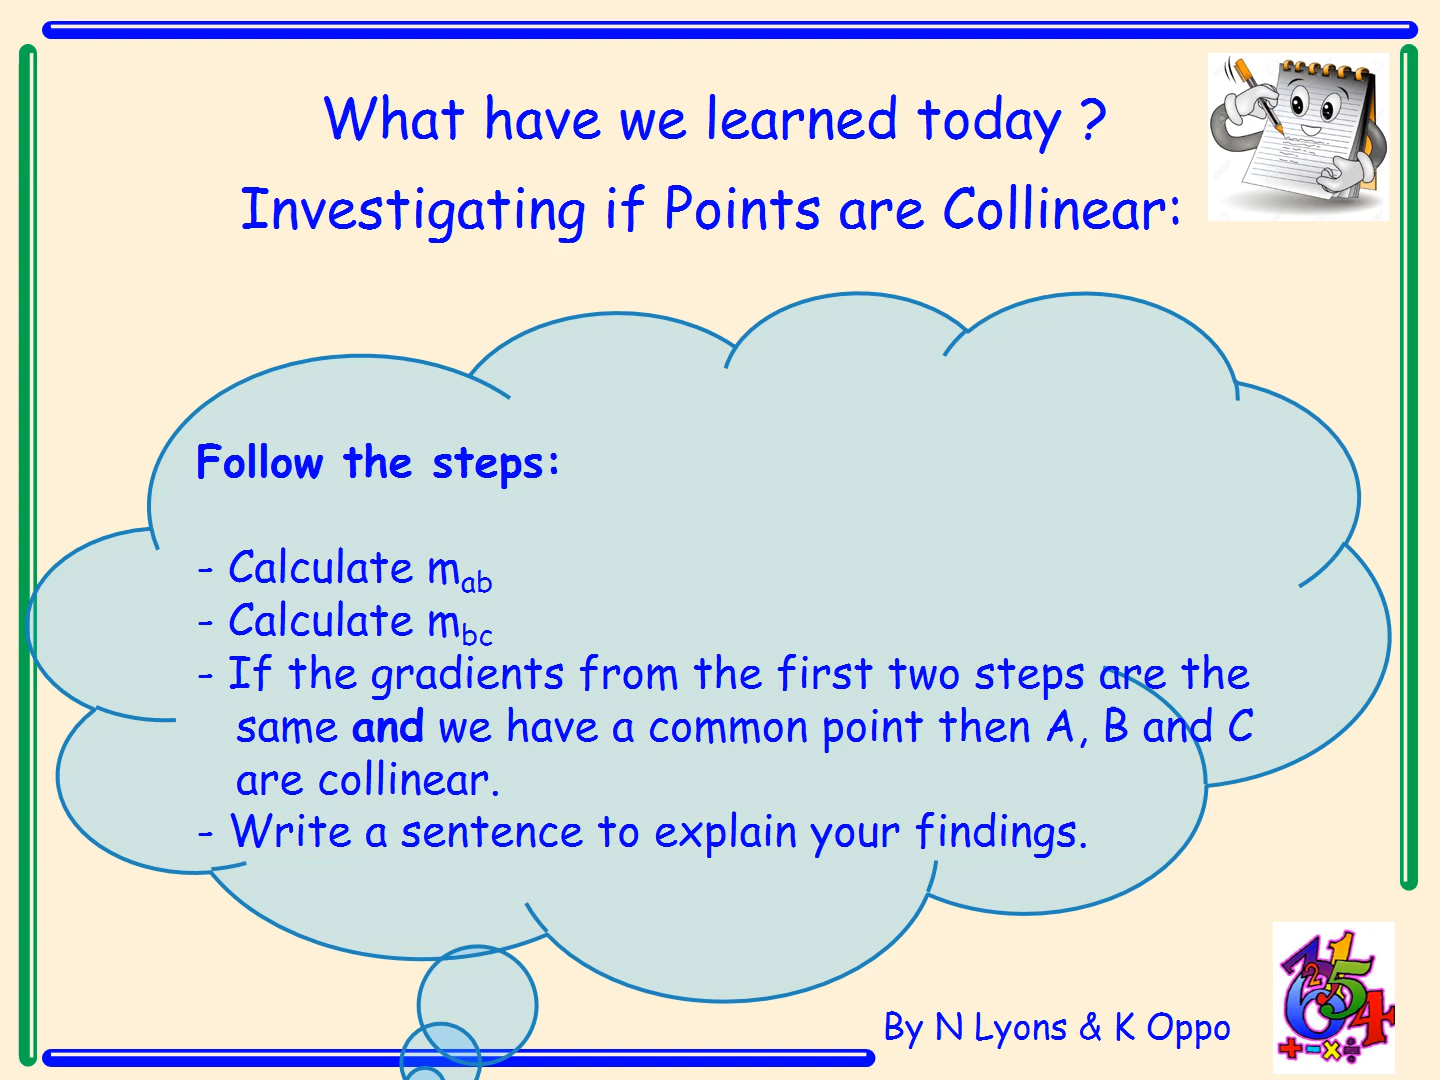 What have we learned today ?
Investigating if Points are Collinear:
Follow the steps:
- Calculate m_ab
- Calculate m_bc
- If the gradients from the first two steps are the
same and we have a common point then A, B and C
are collinear.
- Write a sentence to explain your findings.
By N Lyons & K Oppo